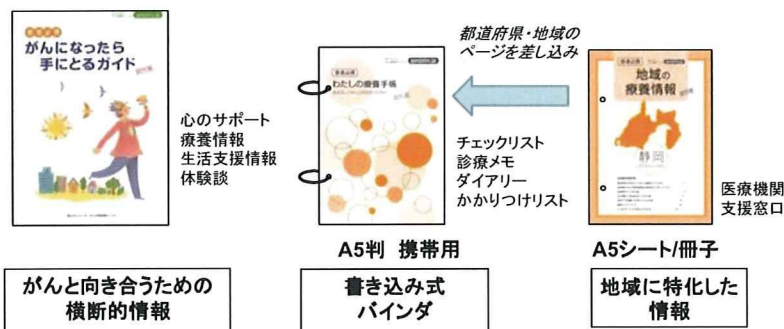 がんになったら
手にとるガイド
心のサポート
療養情報
生活支援情報
体験談
がんと向き合うための
横断的情報
わたしの療養手帳
A5判 携帯用
書き込み式
バインダ
都道府県・地域の
ページを差し込み
チェックリスト
診療メモ
ダイアリー
かかりつけリスト
地域の
療養情報
静岡
医療機関
支援窓口
A5シート/冊子
地域に特化した
情報